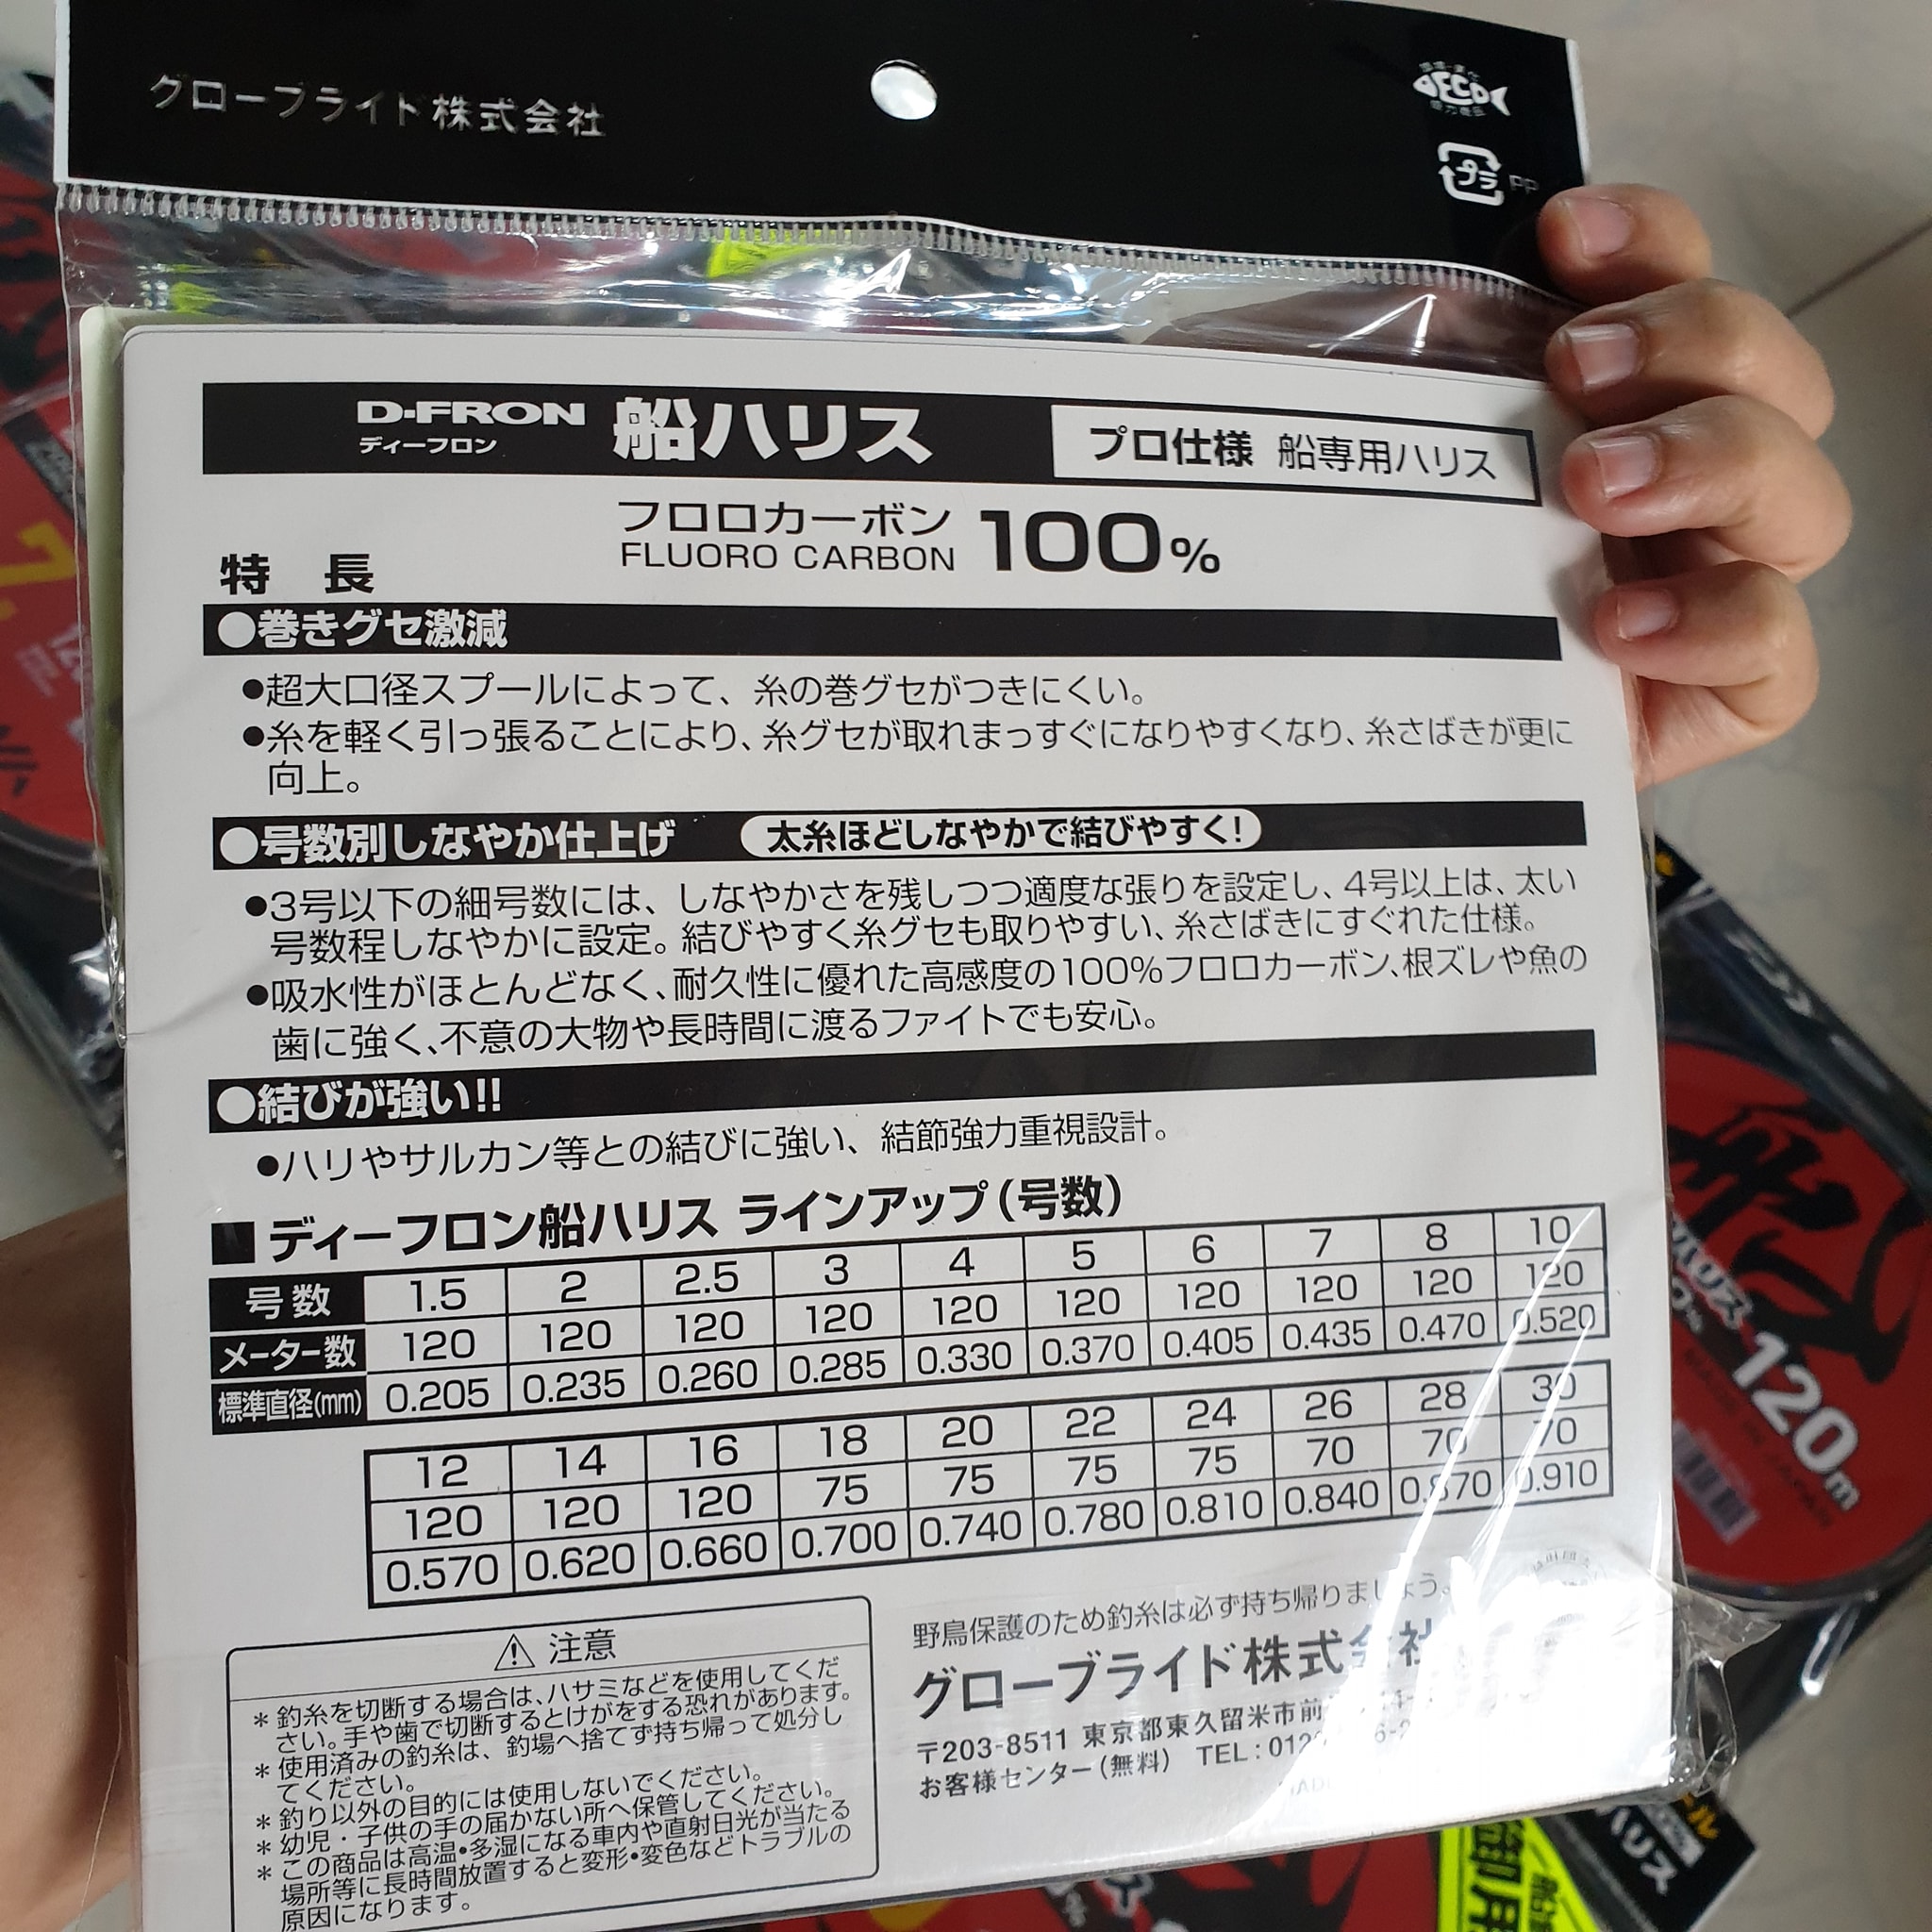 グローブライド株式会社
ECO
プラ PP
D-FRON 船ハリス
ディーフロン
プロ仕様 船専用ハリス
フロロカーボン 100%
FLUORO CARBON
特 長
●巻きグセ激減
●超大口径スプールによって、糸の巻グセがつきにくい。
●糸を軽く引っ張ることにより、糸グセが取れまっすぐになりやすくなり、糸さばきが更に
向上。
●号数別しなやか仕上げ 太糸ほどしなやかで結びやすく!
●3号以下の細号数には、しなやかさを残しつつ適度な張りを設定し、4号以上は、太い
号数程しなやかに設定。結びやすく糸グセも取りやすい、糸さばきにすぐれた仕様。
●吸水性がほとんどなく、耐久性に優れた高感度の100%フロロカーボン、根ズレや魚の
歯に強く、不意の大物や長時間に渡るファイトでも安心。
●結びが強い!!
●ハリやサルカン等との結びに強い、結節強力重視設計。
■ディーフロン船ハリス ラインアップ(号数)
号数 1.5 2 2.5 3 4 5 6 7 8 10
メーター数 120 120 120 120 120 120 120 120 120 120
標準直径(mm) 0.205 0.235 0.260 0.285 0.330 0.370 0.405 0.435 0.470 0.520
12 14 16 18 20 22 24 26 28 30
120 120 120 75 75 75 75 70 70 70
0.570 0.620 0.660 0.700 0.740 0.780 0.810 0.840 0.870 0.910
⚠ 注意
＊釣糸を切断する場合は、ハサミなどを使用してくだ
さい。手や歯で切断するとけがをする恐れがあります。
＊使用済みの釣糸は、釣場へ捨てず持ち帰って処分し
てください。
＊釣り以外の目的には使用しないでください。
＊幼児・子供の手の届かない所へ保管してください。
＊この商品は高温・多湿になる車内や直射日光が当たる
場所等に長時間放置すると変形・変色などトラブルの
原因になります。
野鳥保護のため釣糸は必ず持ち帰りましょう。
グローブライド株式会社
〒203-8511 東京都東久留米市前
お客様センター(無料) TEL:012
ハリス
120m
ハリス